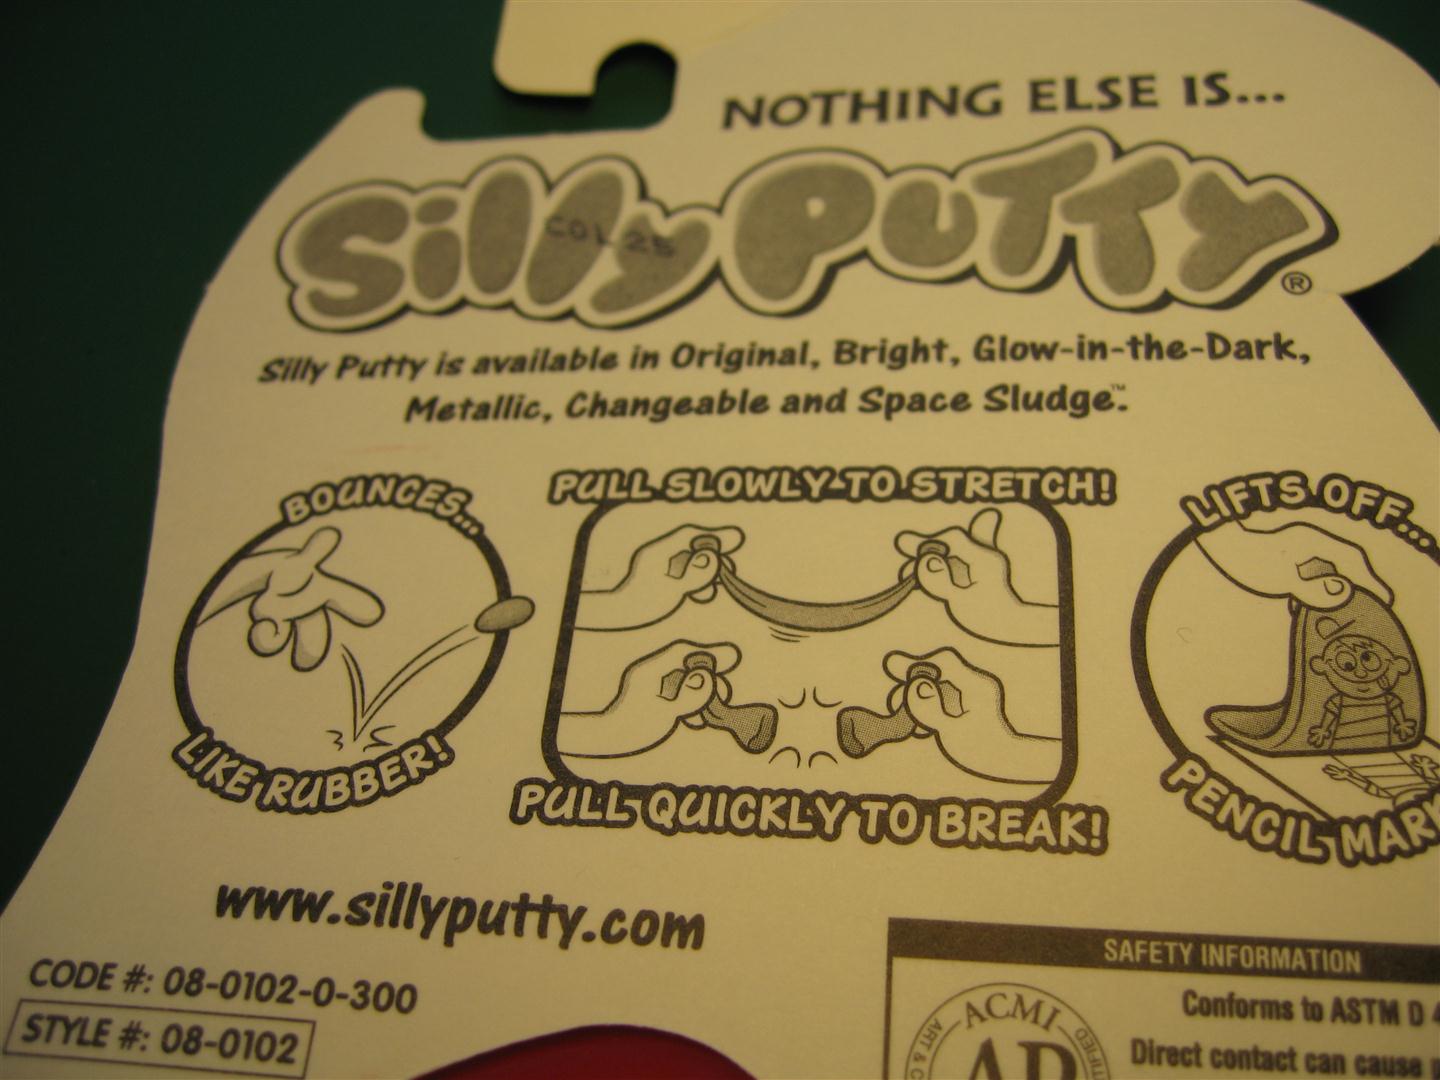 NOTHING ELSE IS...
Silly Putty®
COL 25
Silly Putty is available in Original, Bright, Glow-in-the-Dark,
Metallic, Changeable and Space Sludge™.
BOUNCES...
LIKE RUBBER!
PULL SLOWLY TO STRETCH!
PULL QUICKLY TO BREAK!
LIFTS OFF...
PENCIL MARK
www.sillyputty.com
CODE #: 08-0102-0-300
STYLE #: 08-0102
SAFETY INFORMATION
Conforms to ASTM D 4
Direct contact can cause
ACMI
AP
ART & C